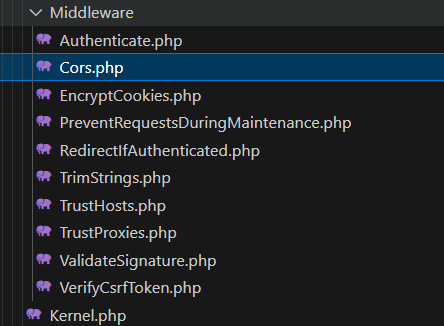 Middleware
Authenticate.php
Cors.php
EncryptCookies.php
PreventRequestsDuringMaintenance.php
RedirectIfAuthenticated.php
TrimStrings.php
TrustHosts.php
TrustProxies.php
ValidateSignature.php
VerifyCsrfToken.php
Kernel.php